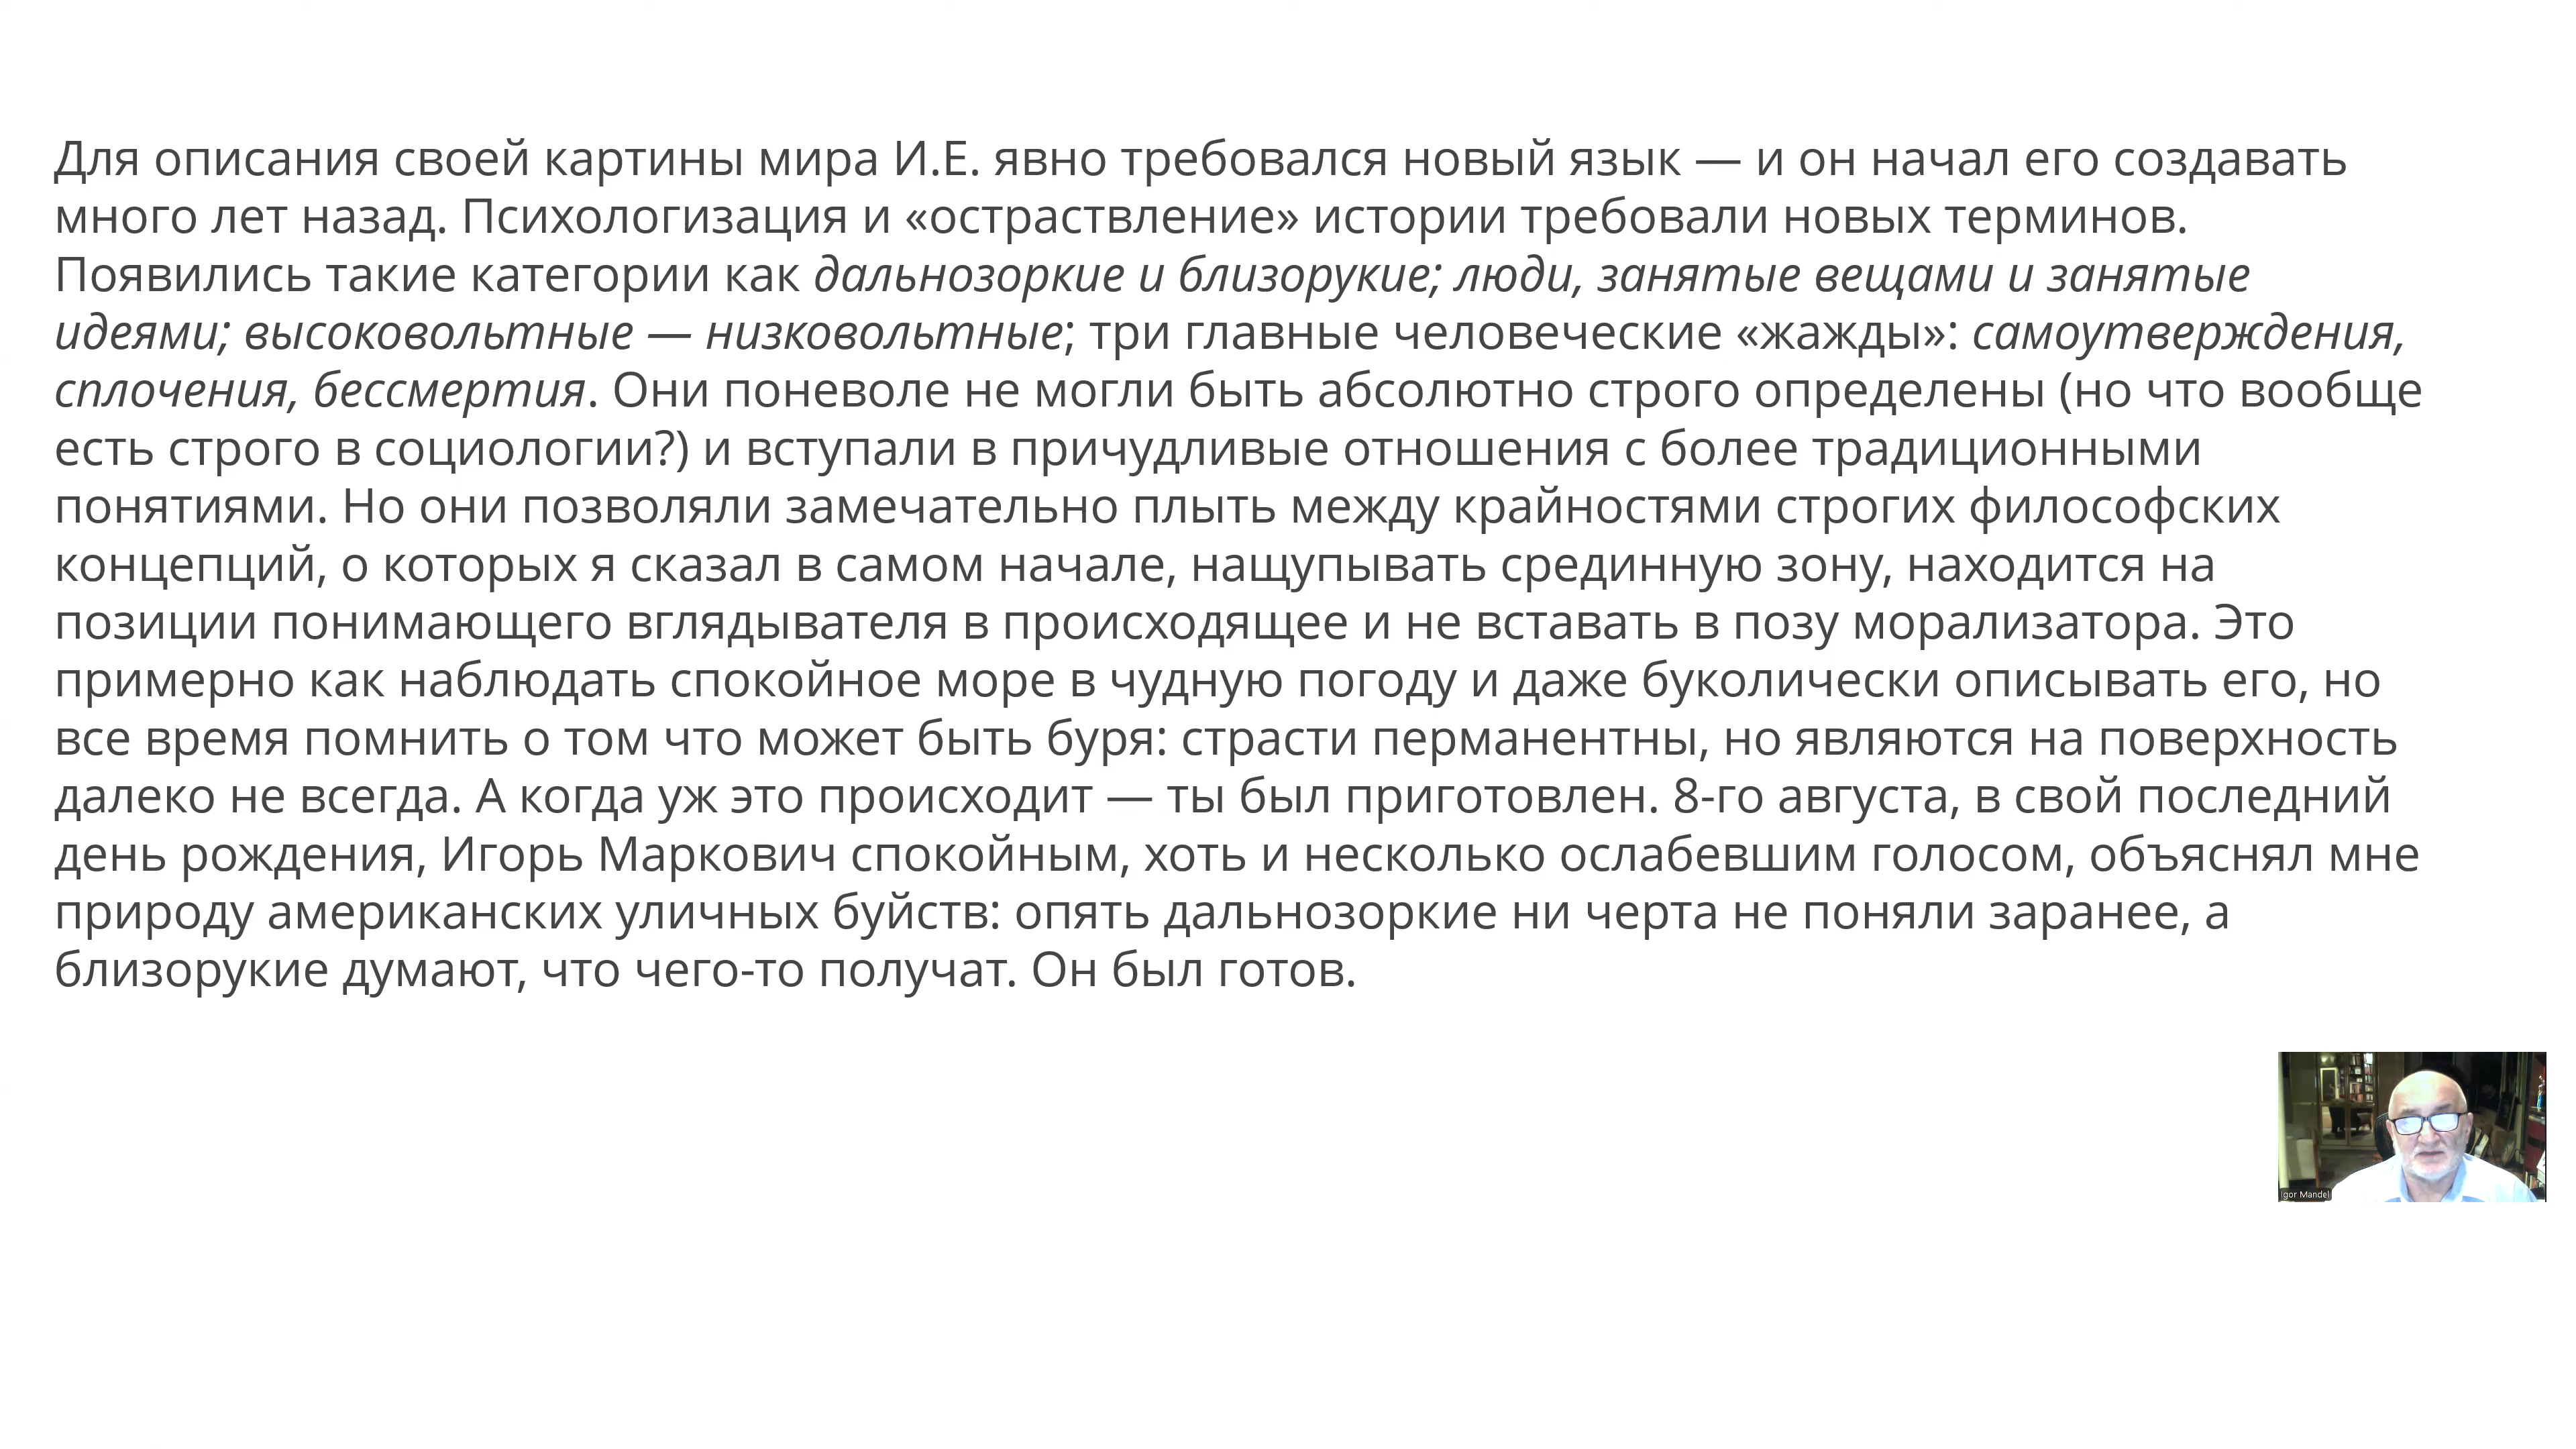 Для описания своей картины мира И.Е. явно требовался новый язык — и он начал его создавать
много лет назад. Психологизация и «остраствление» истории требовали новых терминов.
Появились такие категории как дальнозоркие и близорукие; люди, занятые вещами и занятые
идеями; высоковольтные — низковольтные; три главные человеческие «жажды»: самоутверждения,
сплочения, бессмертия. Они поневоле не могли быть абсолютно строго определены (но что вообще
есть строго в социологии?) и вступали в причудливые отношения с более традиционными
понятиями. Но они позволяли замечательно плыть между крайностями строгих философских
концепций, о которых я сказал в самом начале, нащупывать срединную зону, находится на
позиции понимающего вглядывателя в происходящее и не вставать в позу морализатора. Это
примерно как наблюдать спокойное море в чудную погоду и даже буколически описывать его, но
все время помнить о том что может быть буря: страсти перманентны, но являются на поверхность
далеко не всегда. А когда уж это происходит — ты был приготовлен. 8-го августа, в свой последний
день рождения, Игорь Маркович спокойным, хоть и несколько ослабевшим голосом, объяснял мне
природу американских уличных буйств: опять дальнозоркие ни черта не поняли заранее, а
близорукие думают, что чего-то получат. Он был готов.
Igor Mandel